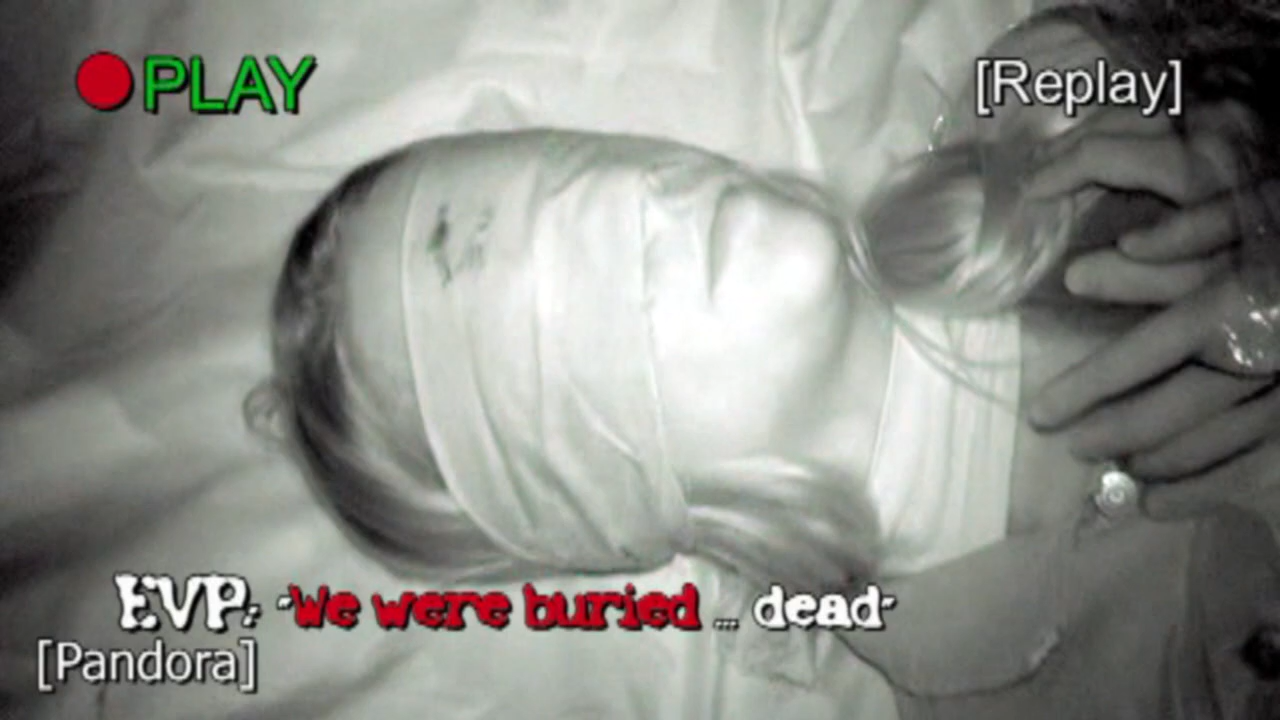 PLAY
[Replay]
EVP: "We were buried ... dead"
[Pandora]